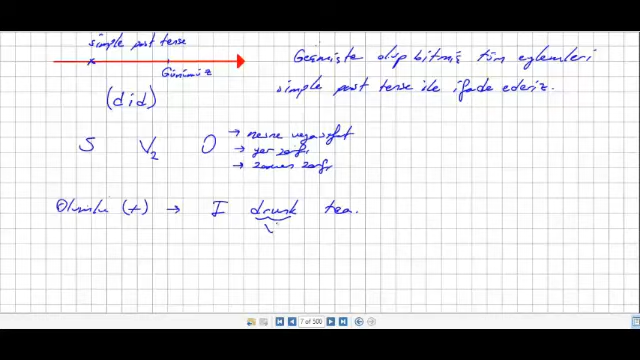 simple past tense
Günümüz
Geçmişte olup bitmiş tüm eylemleri
simple past tense ile ifade ederiz.
(did)
S V₂ O → nesne veya sıfat
→ yer zarfı
→ zaman zarfı
Olumlu (+) → I drunk tea.
7 of 500